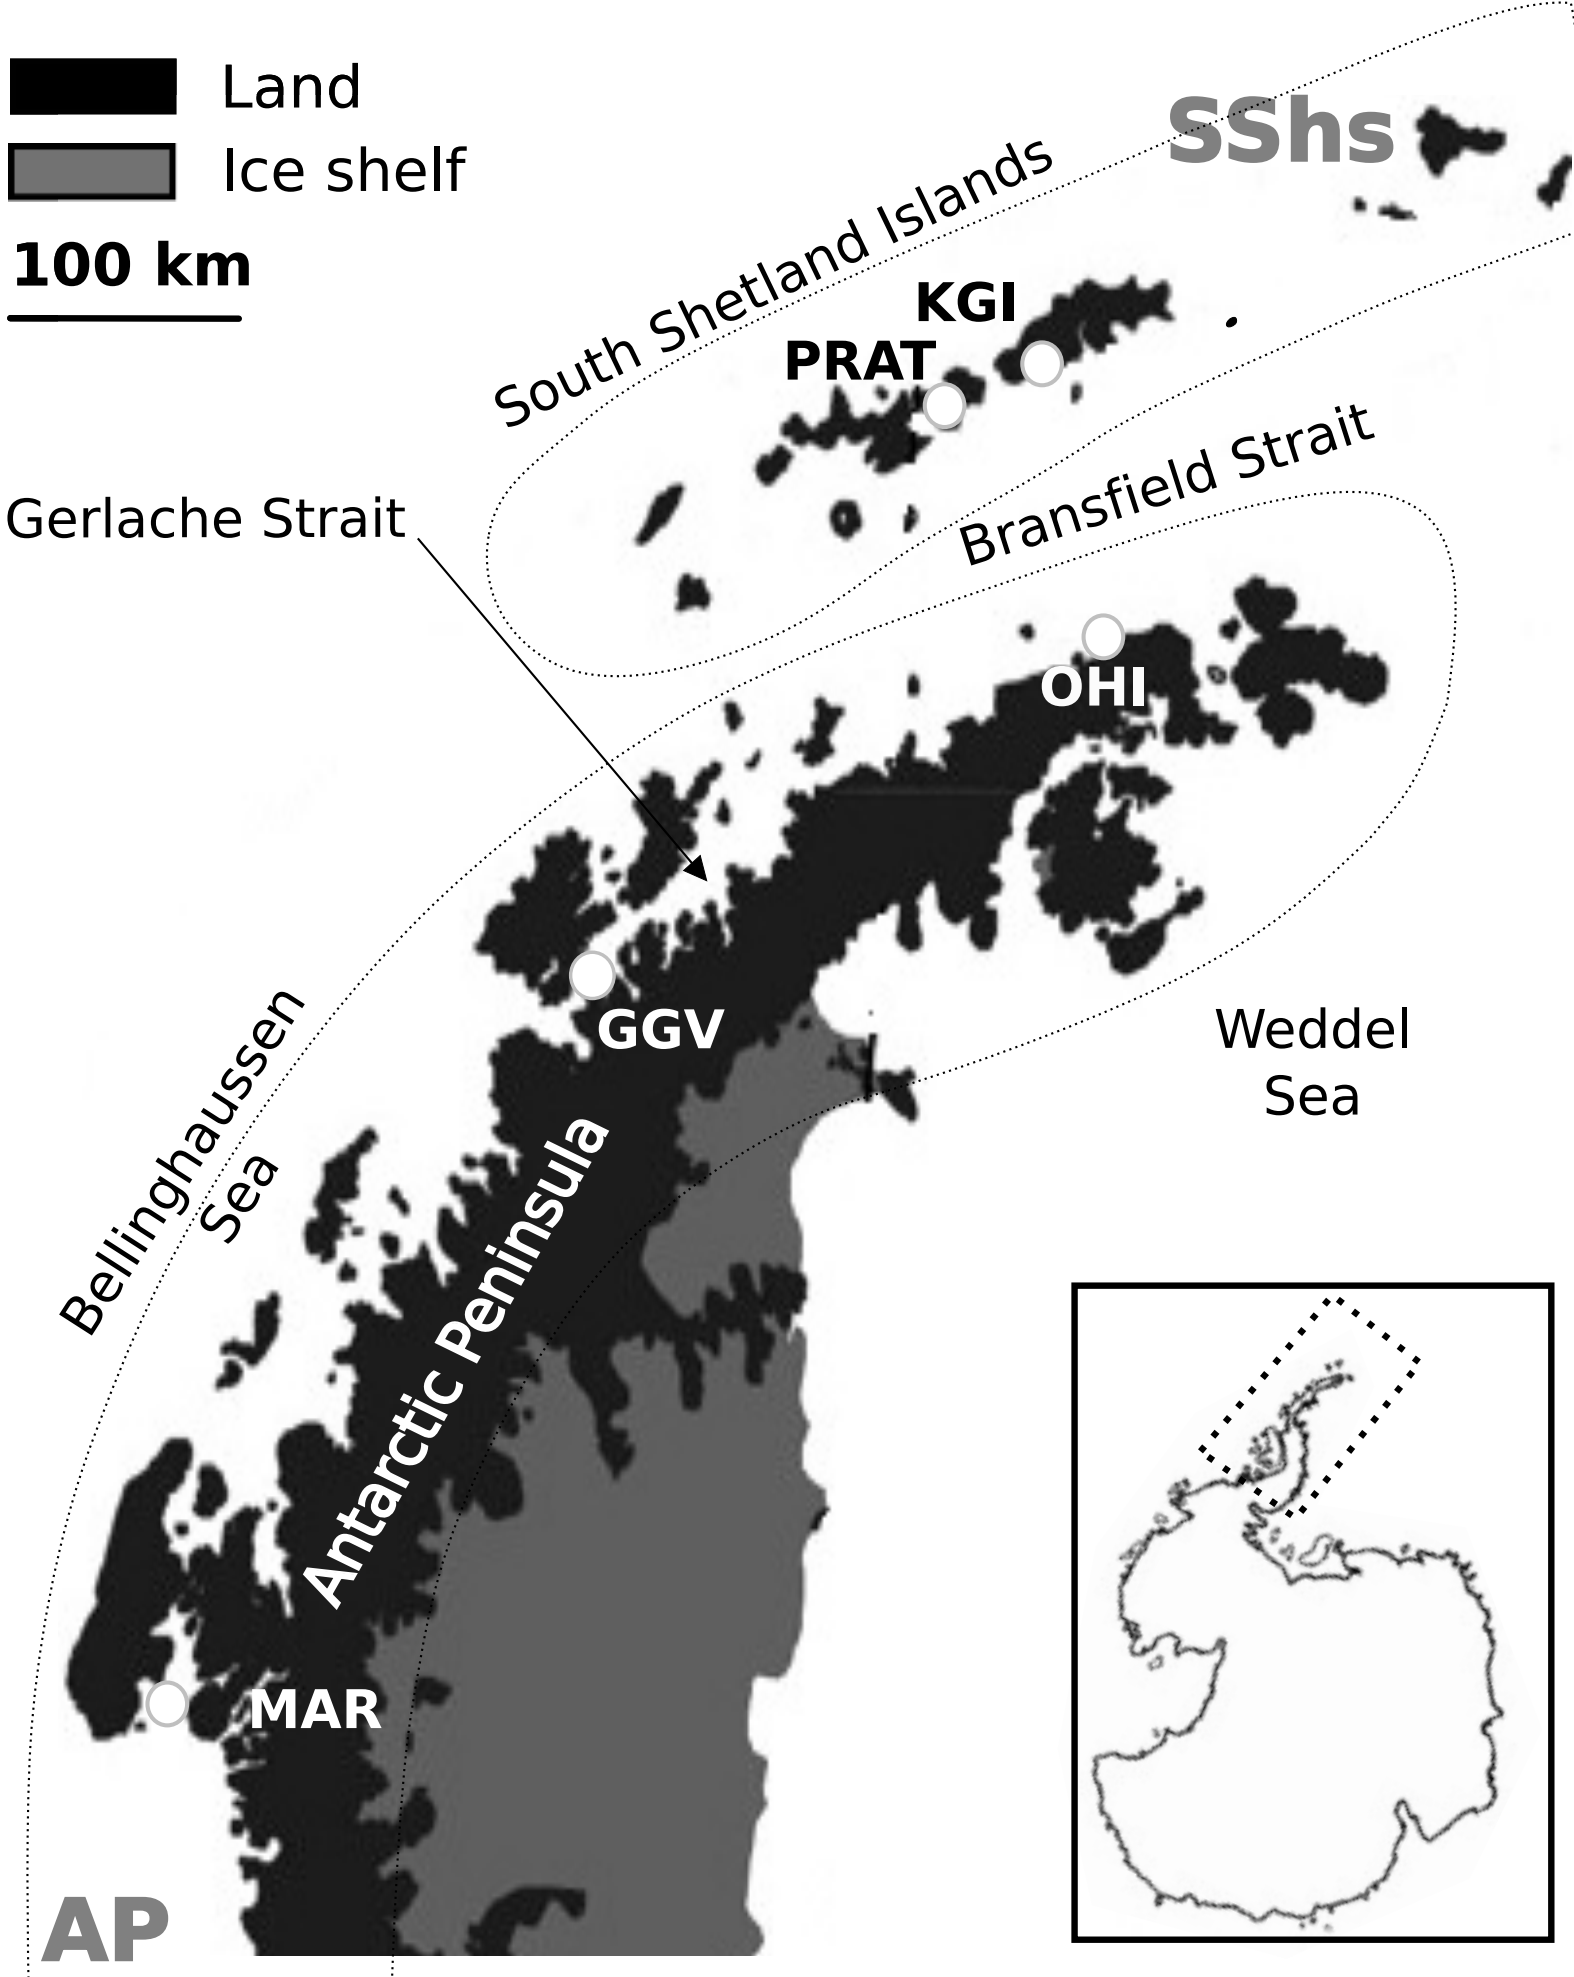 Land
Ice shelf
100 km
SShs
South Shetland Islands
KGI
PRAT
Bransfield Strait
Gerlache Strait
OHI
GGV
Weddel
Sea
Bellinghaussen
Sea
Antarctic Peninsula
MAR
AP